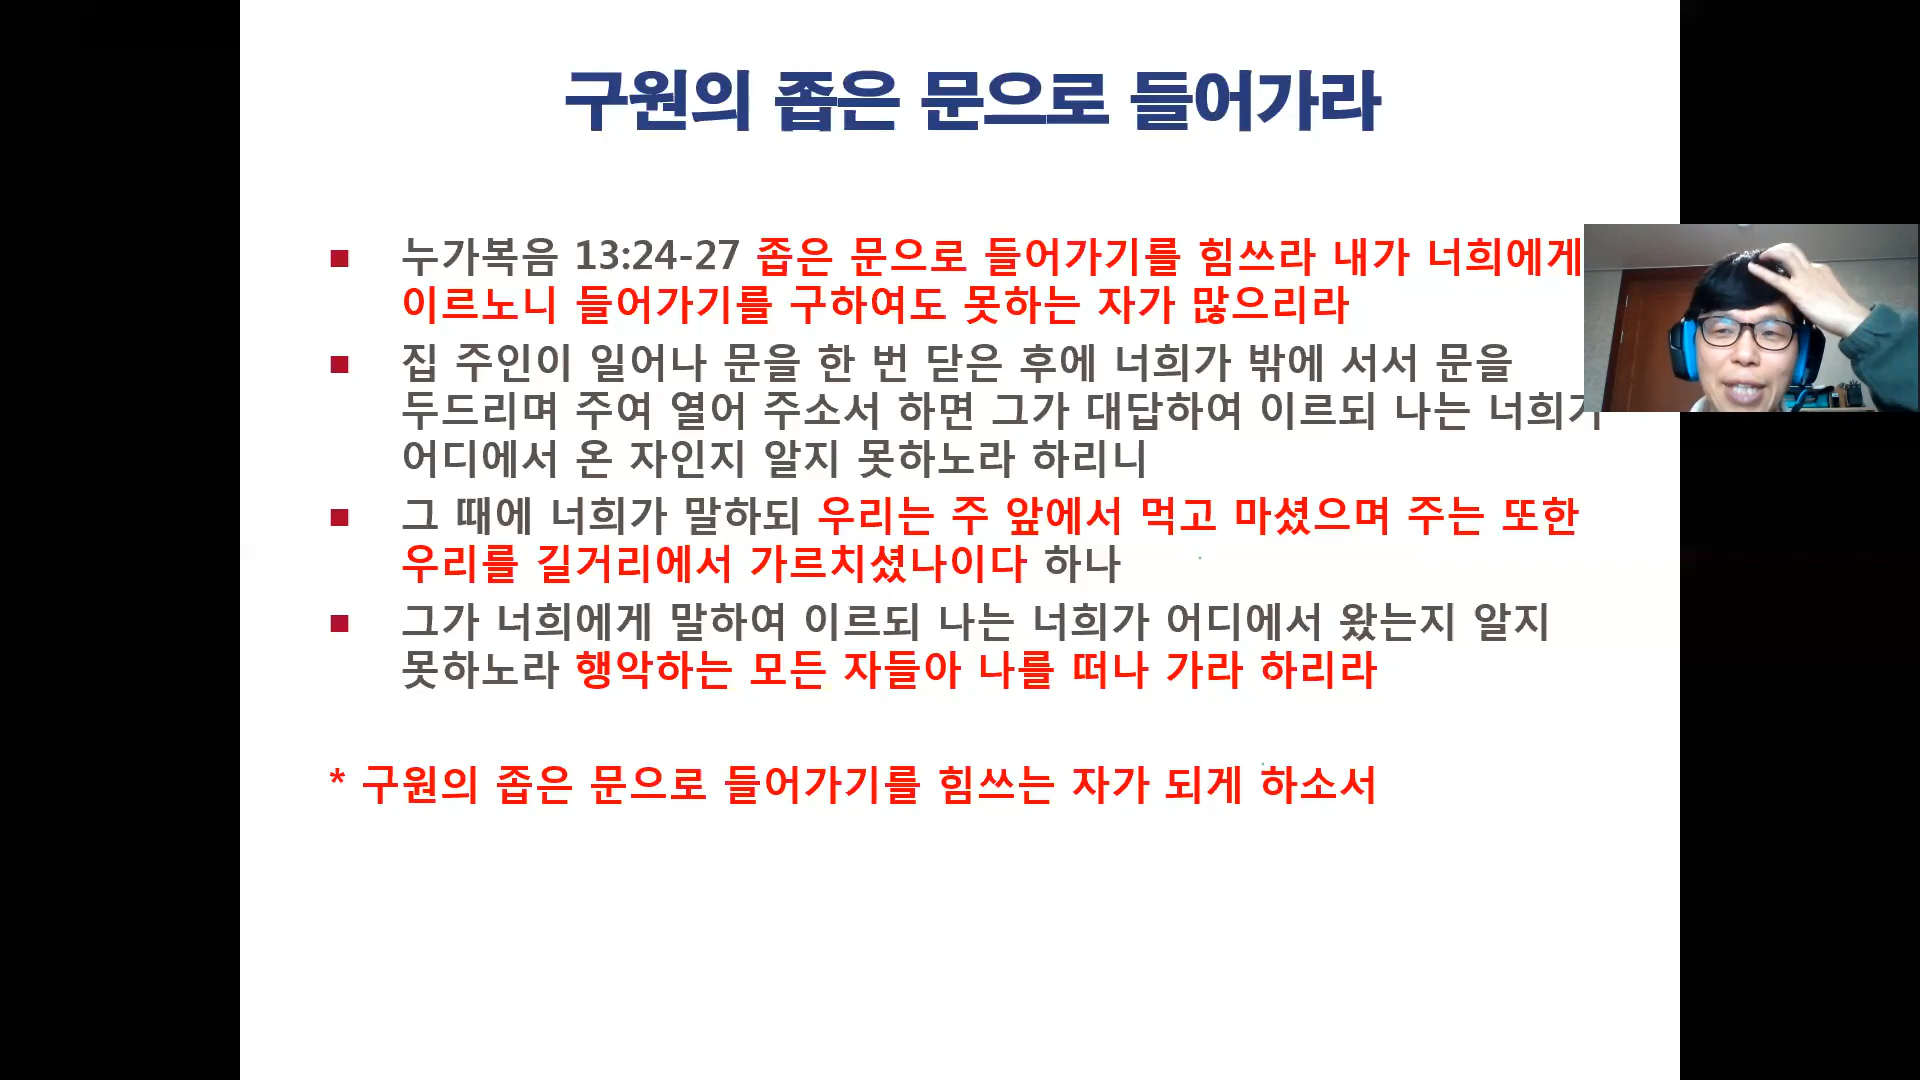 구원의 좁은 문으로 들어가라
■ 누가복음 13:24-27 좁은 문으로 들어가기를 힘쓰라 내가 너희에게
이르노니 들어가기를 구하여도 못하는 자가 많으리라
■ 집 주인이 일어나 문을 한 번 닫은 후에 너희가 밖에 서서 문을
두드리며 주여 열어 주소서 하면 그가 대답하여 이르되 나는 너희가
어디에서 온 자인지 알지 못하노라 하리니
■ 그 때에 너희가 말하되 우리는 주 앞에서 먹고 마셨으며 주는 또한
우리를 길거리에서 가르치셨나이다 하나
■ 그가 너희에게 말하여 이르되 나는 너희가 어디에서 왔는지 알지
못하노라 행악하는 모든 자들아 나를 떠나 가라 하리라
* 구원의 좁은 문으로 들어가기를 힘쓰는 자가 되게 하소서